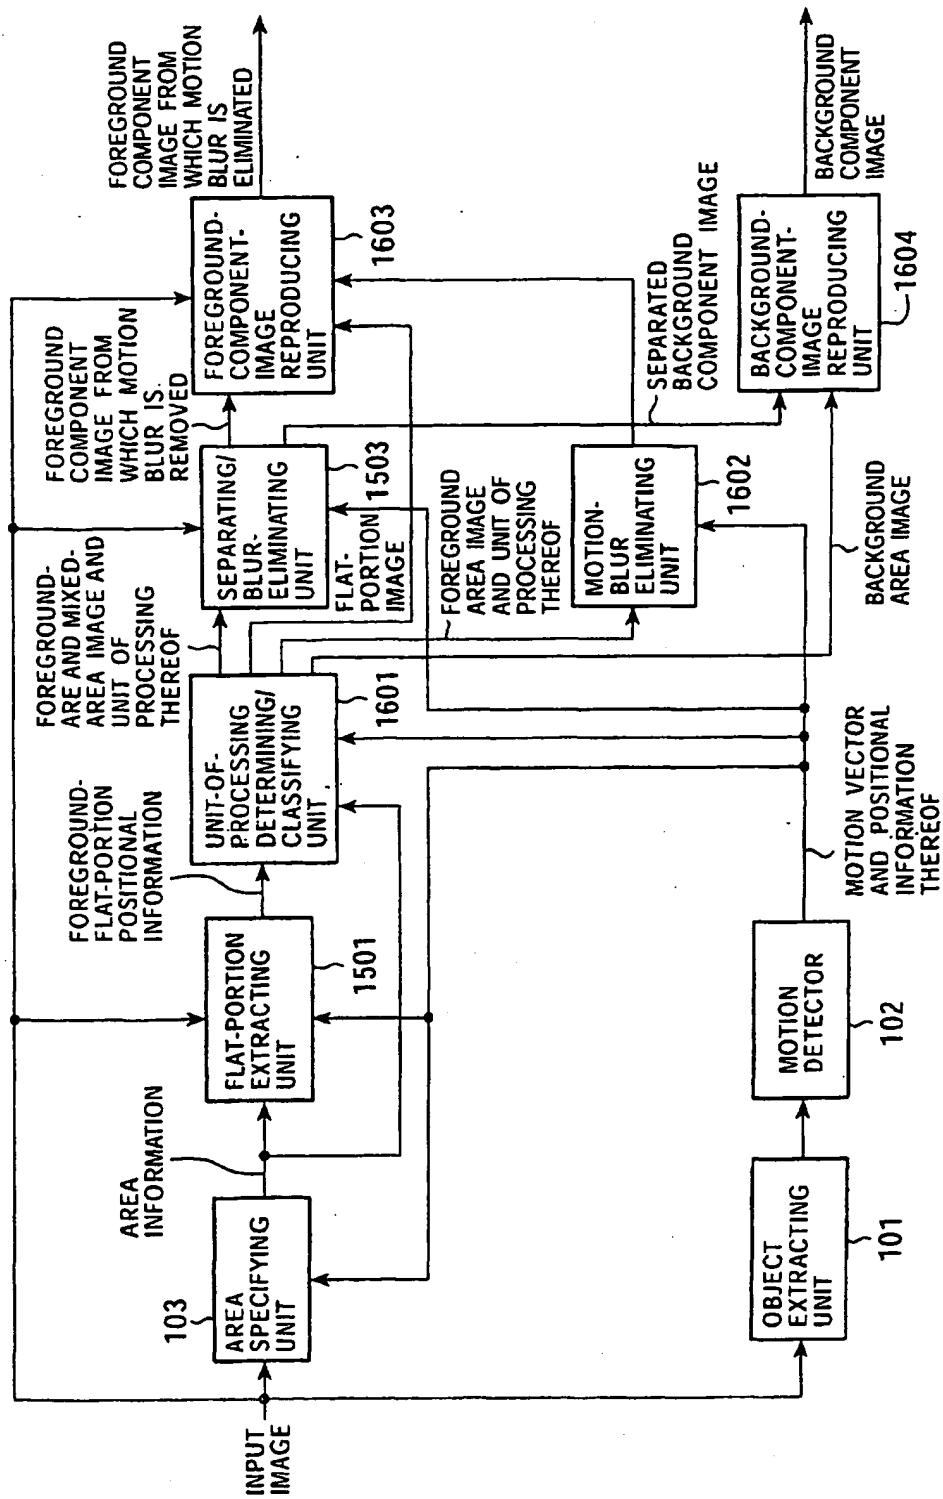 INPUT
IMAGE
103
AREA
SPECIFYING
UNIT
AREA
INFORMATION
FLAT-PORTION
EXTRACTING
UNIT
1501
FOREGROUND-
FLAT-PORTION
POSITIONAL
INFORMATION
UNIT-OF-
PROCESSING
DETERMINING/
CLASSIFYING
UNIT
1601
FOREGROUND-
ARE AND MIXED-
AREA IMAGE AND
UNIT OF
PROCESSING
THEREOF
SEPARATING/
BLUR-
ELIMINATING
UNIT
1503
FLAT-
PORTION
IMAGE
FOREGROUND
COMPONENT
IMAGE FROM
WHICH MOTION
BLUR IS
REMOVED
FOREGROUND-
COMPONENT-
IMAGE
REPRODUCING
UNIT
1603
FOREGROUND
COMPONENT
IMAGE FROM
WHICH MOTION
BLUR IS
ELIMINATED
FOREGROUND
AREA IMAGE
AND UNIT OF
PROCESSING
THEREOF
MOTION-
BLUR
ELIMINATING
UNIT
1602
SEPARATED
BACKGROUND
COMPONENT IMAGE
BACKGROUND-
COMPONENT-
IMAGE
REPRODUCING
UNIT
1604
BACKGROUND
COMPONENT
IMAGE
BACKGROUND
AREA IMAGE
OBJECT
EXTRACTING
UNIT
101
MOTION
DETECTOR
102
MOTION VECTOR
AND POSITIONAL
INFORMATION
THEREOF